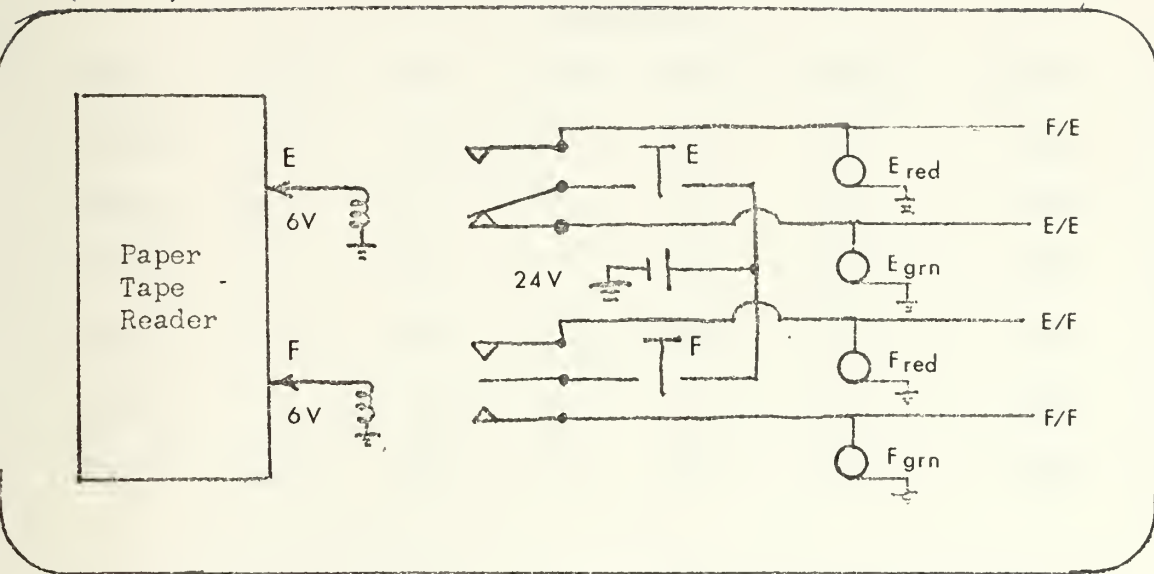 Paper
Tape -
Reader
E
6V
F
6V
E
24V
F
F/E
E red
E/E
E grn
E/F
F red
F/F
F grn